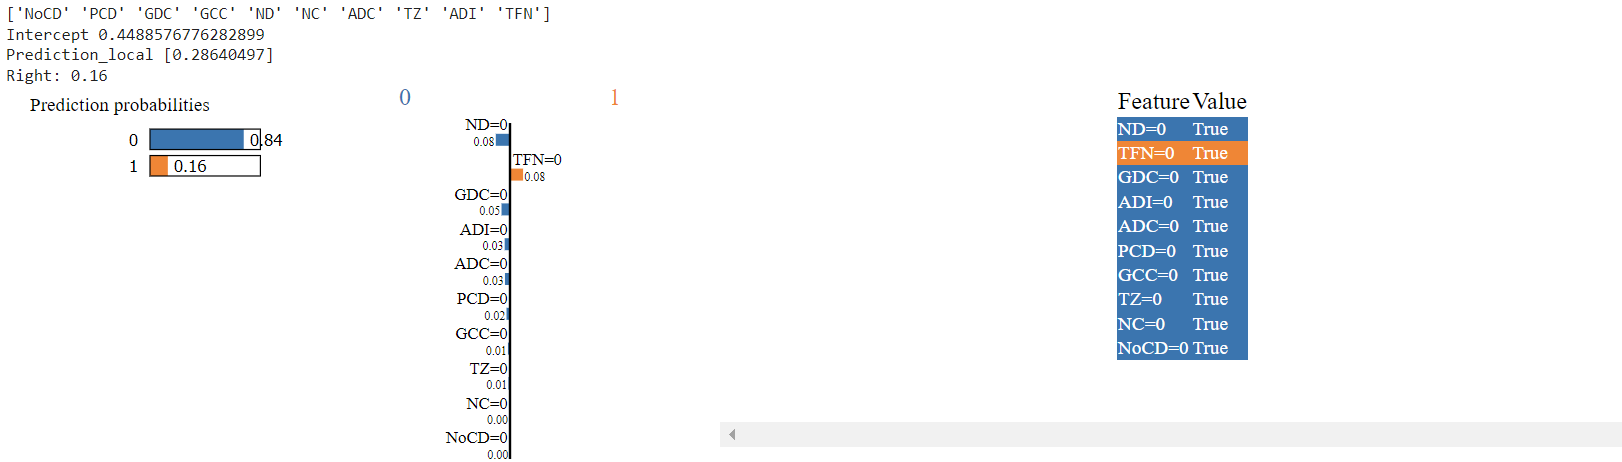 ['NoCD' 'PCD' 'GDC' 'GCC' 'ND' 'NC' 'ADC' 'TZ' 'ADI' 'TFN']
Intercept 0.4488576776282899
Prediction_local [0.28640497]
Right: 0.16
Prediction probabilities
0 0.84
1 0.16
0 1
ND=0
0.08
TFN=0
0.08
GDC=0
0.05
ADI=0
0.03
ADC=0
0.03
PCD=0
0.02
GCC=0
0.01
TZ=0
0.01
NC=0
0.00
NoCD=0
0.00
Feature Value
ND=0 True
TFN=0 True
GDC=0 True
ADI=0 True
ADC=0 True
PCD=0 True
GCC=0 True
TZ=0 True
NC=0 True
NoCD=0 True